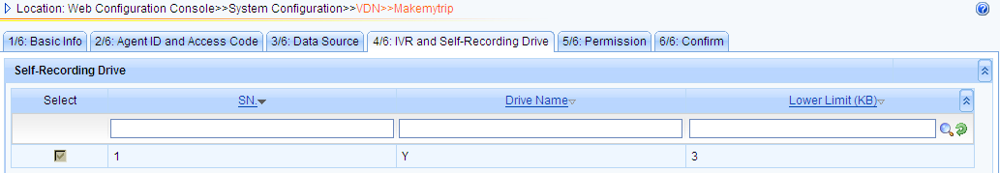 Location: Web Configuration Console>>System Configuration>>VDN>>Makemytrip
1/6: Basic Info 2/6: Agent ID and Access Code 3/6: Data Source 4/6: IVR and Self-Recording Drive 5/6: Permission 6/6: Confirm
Self-Recording Drive
Select SN. Drive Name Lower Limit (KB)
1 Y 3